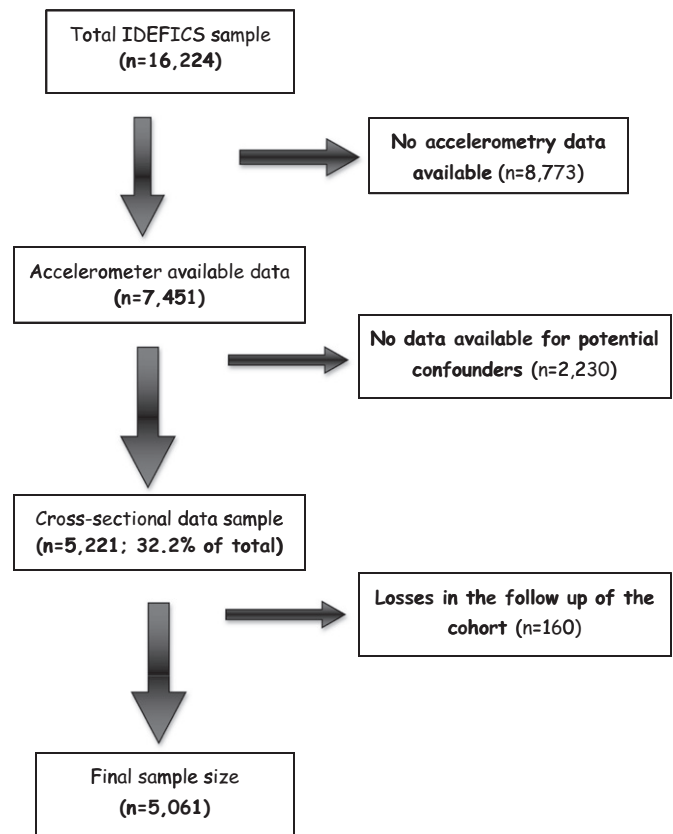 Total IDEFICS sample
(n=16,224)
No accelerometry data
available (n=8,773)
Accelerometer available data
(n=7,451)
No data available for potential
confounders (n=2,230)
Cross-sectional data sample
(n=5,221; 32.2% of total)
Losses in the follow up of the
cohort (n=160)
Final sample size
(n=5,061)